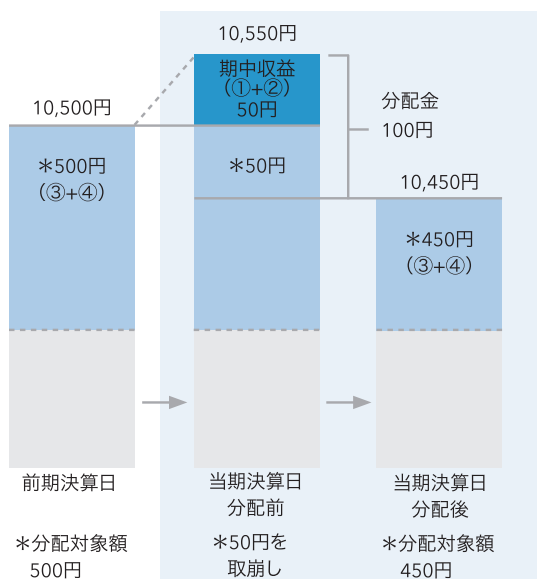 10,550円
期中収益
(①+②)
50円
分配金
100円
10,500円
*500円
(③+④)
*50円
10,450円
*450円
(③+④)
前期決算日
当期決算日
分配前
当期決算日
分配後
*分配対象額
500円
*50円を
取崩し
*分配対象額
450円